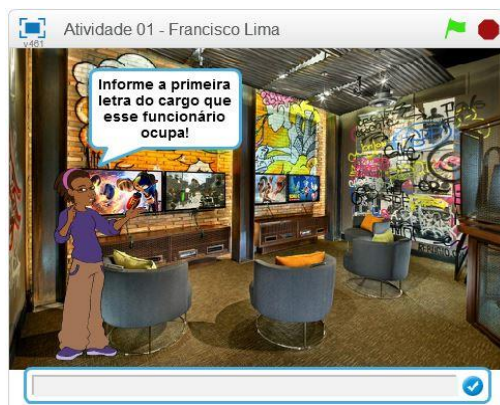 Atividade 01 - Francisco Lima
v461
Informe a primeira
letra do cargo que
esse funcionário
ocupa!